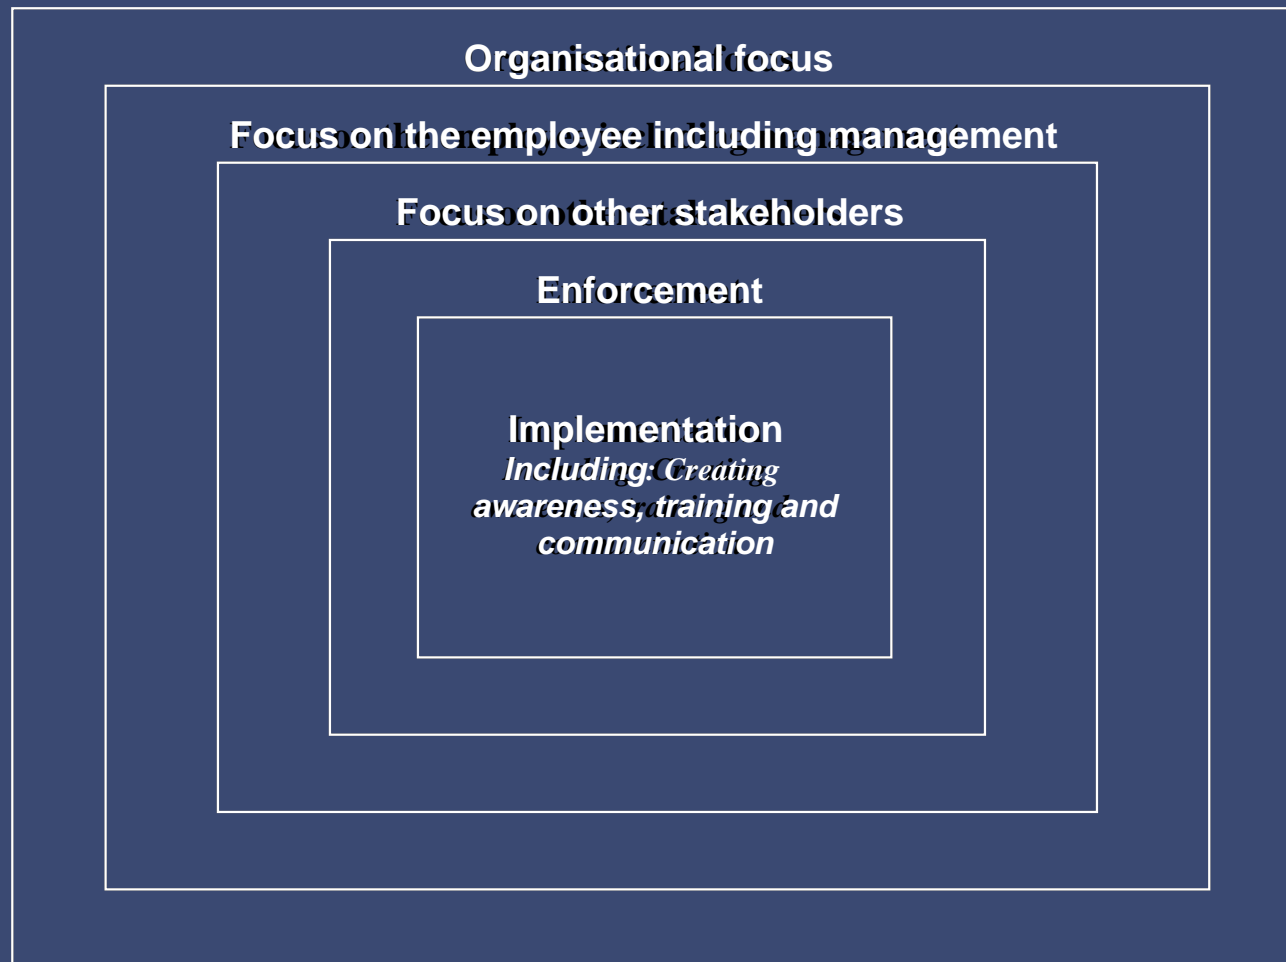 Organisational focus
Focus on the employee including management
Focus on other stakeholders
Enforcement
Implementation
Including: Creating
awareness, training and
communication